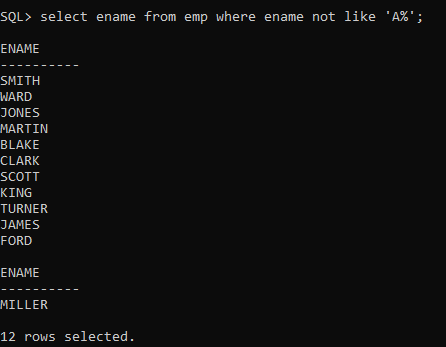 SQL> select ename from emp where ename not like 'A%';
ENAME
----------
SMITH
WARD
JONES
MARTIN
BLAKE
CLARK
SCOTT
KING
TURNER
JAMES
FORD
ENAME
----------
MILLER
12 rows selected.